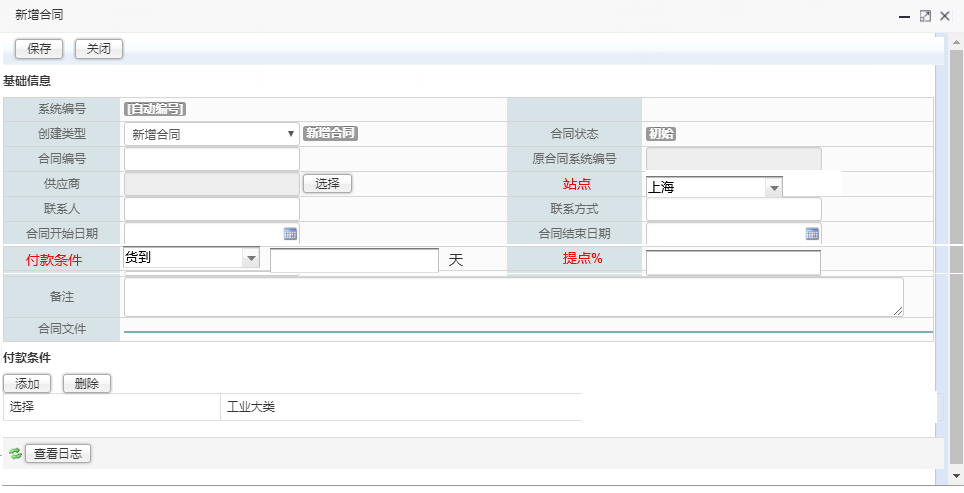 新增合同
保存 关闭
基础信息
系统编号 [自动编号]
创建类型 新增合同 新增合同 合同状态 初始
合同编号 原合同系统编号
供应商 选择 站点 上海
联系人 联系方式
合同开始日期 合同结束日期
付款条件 货到 天 提点%
备注
合同文件
付款条件
添加 删除
选择 工业大类
查看日志